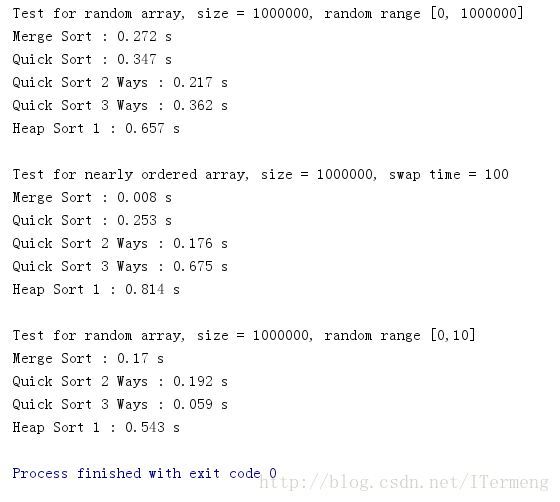 Test for random array, size = 1000000, random range [0, 1000000]
Merge Sort : 0.272 s
Quick Sort : 0.347 s
Quick Sort 2 Ways : 0.217 s
Quick Sort 3 Ways : 0.362 s
Heap Sort 1 : 0.657 s
Test for nearly ordered array, size = 1000000, swap time = 100
Merge Sort : 0.008 s
Quick Sort : 0.253 s
Quick Sort 2 Ways : 0.176 s
Quick Sort 3 Ways : 0.675 s
Heap Sort 1 : 0.814 s
Test for random array, size = 1000000, random range [0,10]
Merge Sort : 0.17 s
Quick Sort 2 Ways : 0.192 s
Quick Sort 3 Ways : 0.059 s
Heap Sort 1 : 0.543 s
Process finished with exit code 0
http://blog.csdn.net/ITermeng